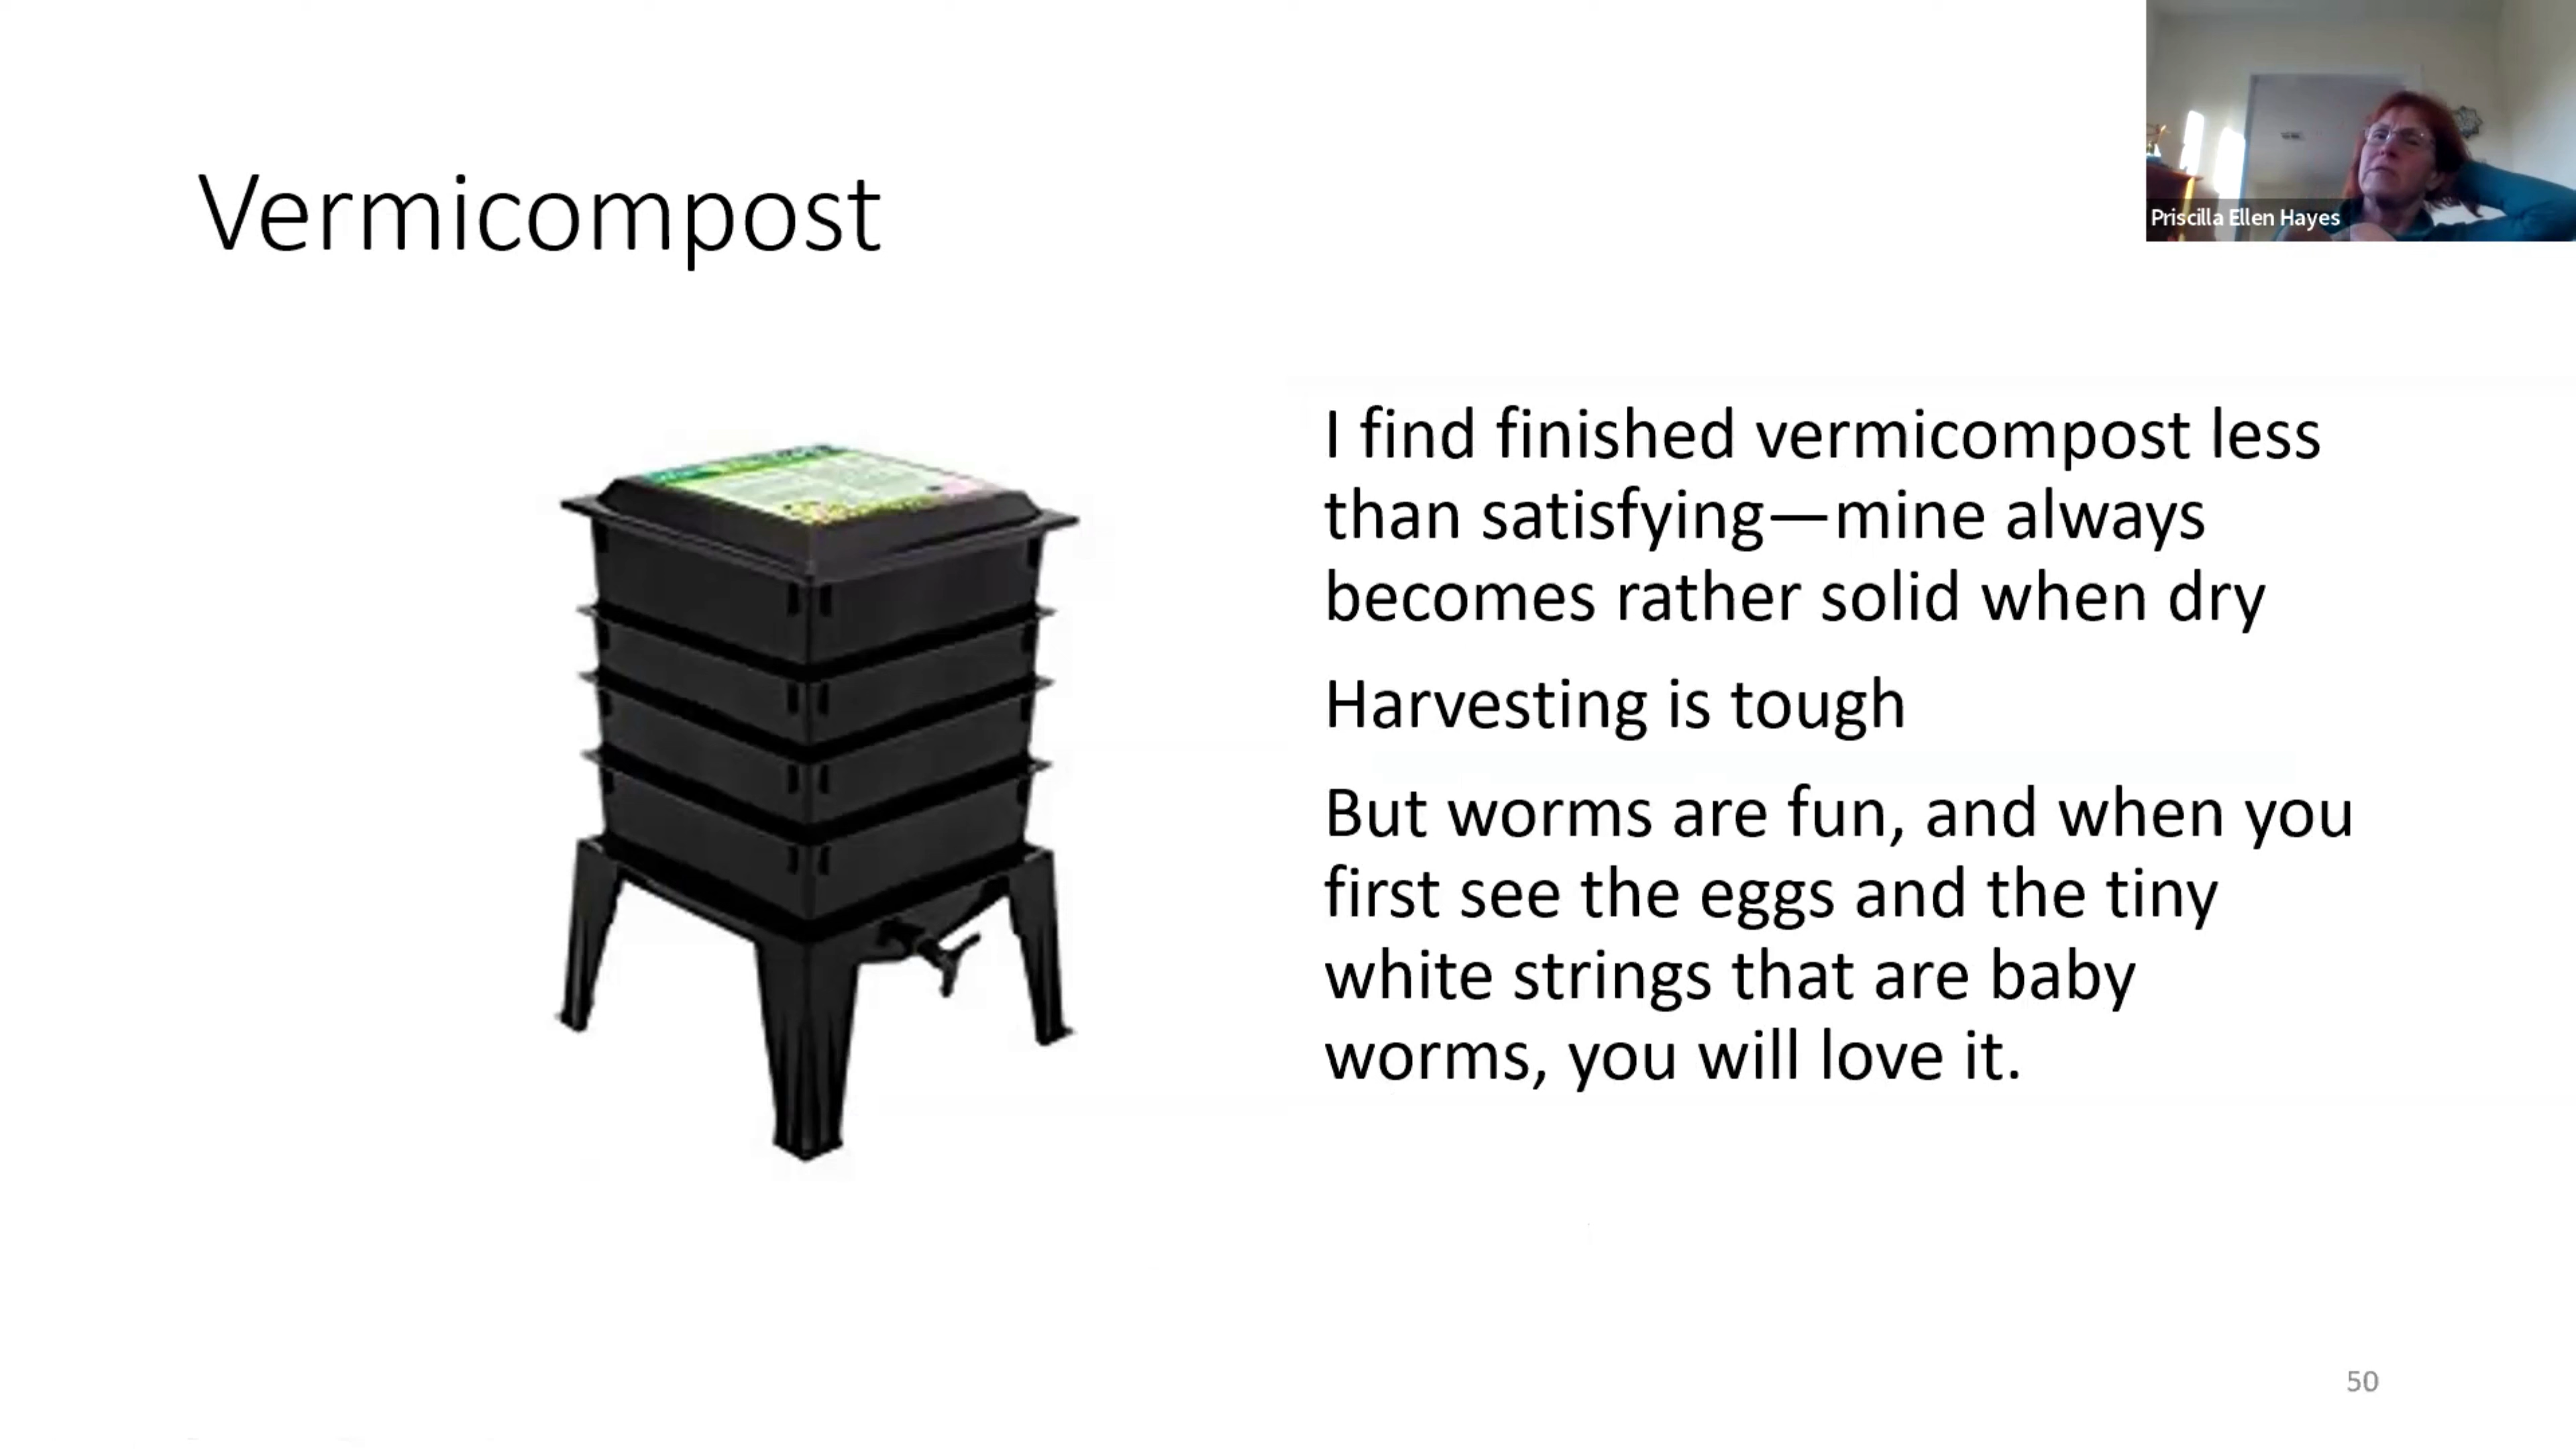 Priscilla Ellen Hayes
Vermicompost
I find finished vermicompost less
than satisfying—mine always
becomes rather solid when dry
Harvesting is tough
But worms are fun, and when you
first see the eggs and the tiny
white strings that are baby
worms, you will love it.
50